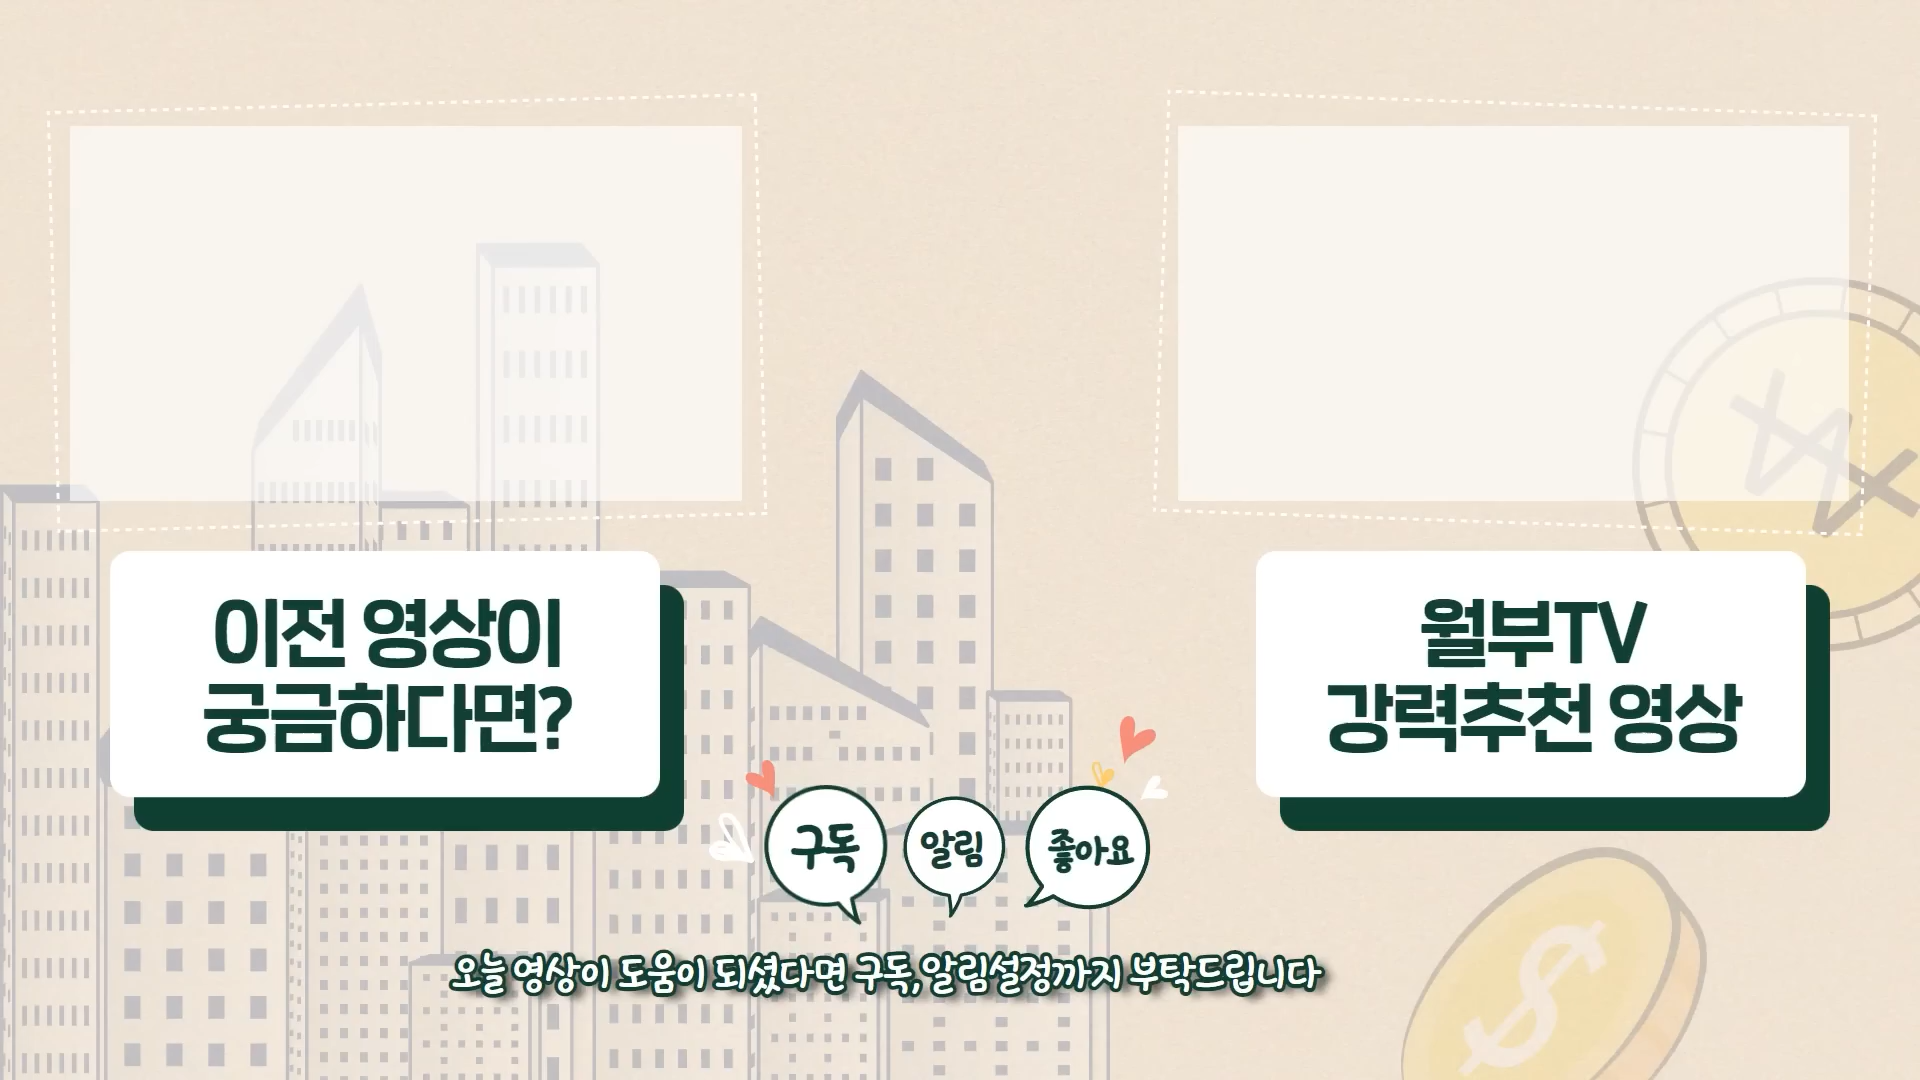 이전 영상이
궁금하다면?
월부TV
강력추천 영상
구독
알림
좋아요
오늘 영상이 도움이 되셨다면 구독,알림설정까지 부탁드립니다